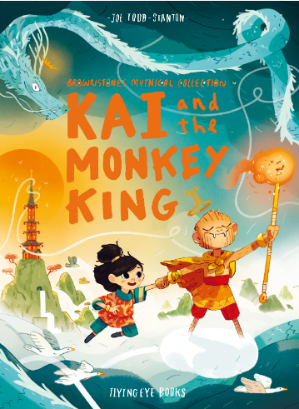 JOE TODD-STANTON
BROWNSTONE'S MYTHICAL COLLECTION
KAI and
the
MONKEY
KING
FLYING EYE BOOKS